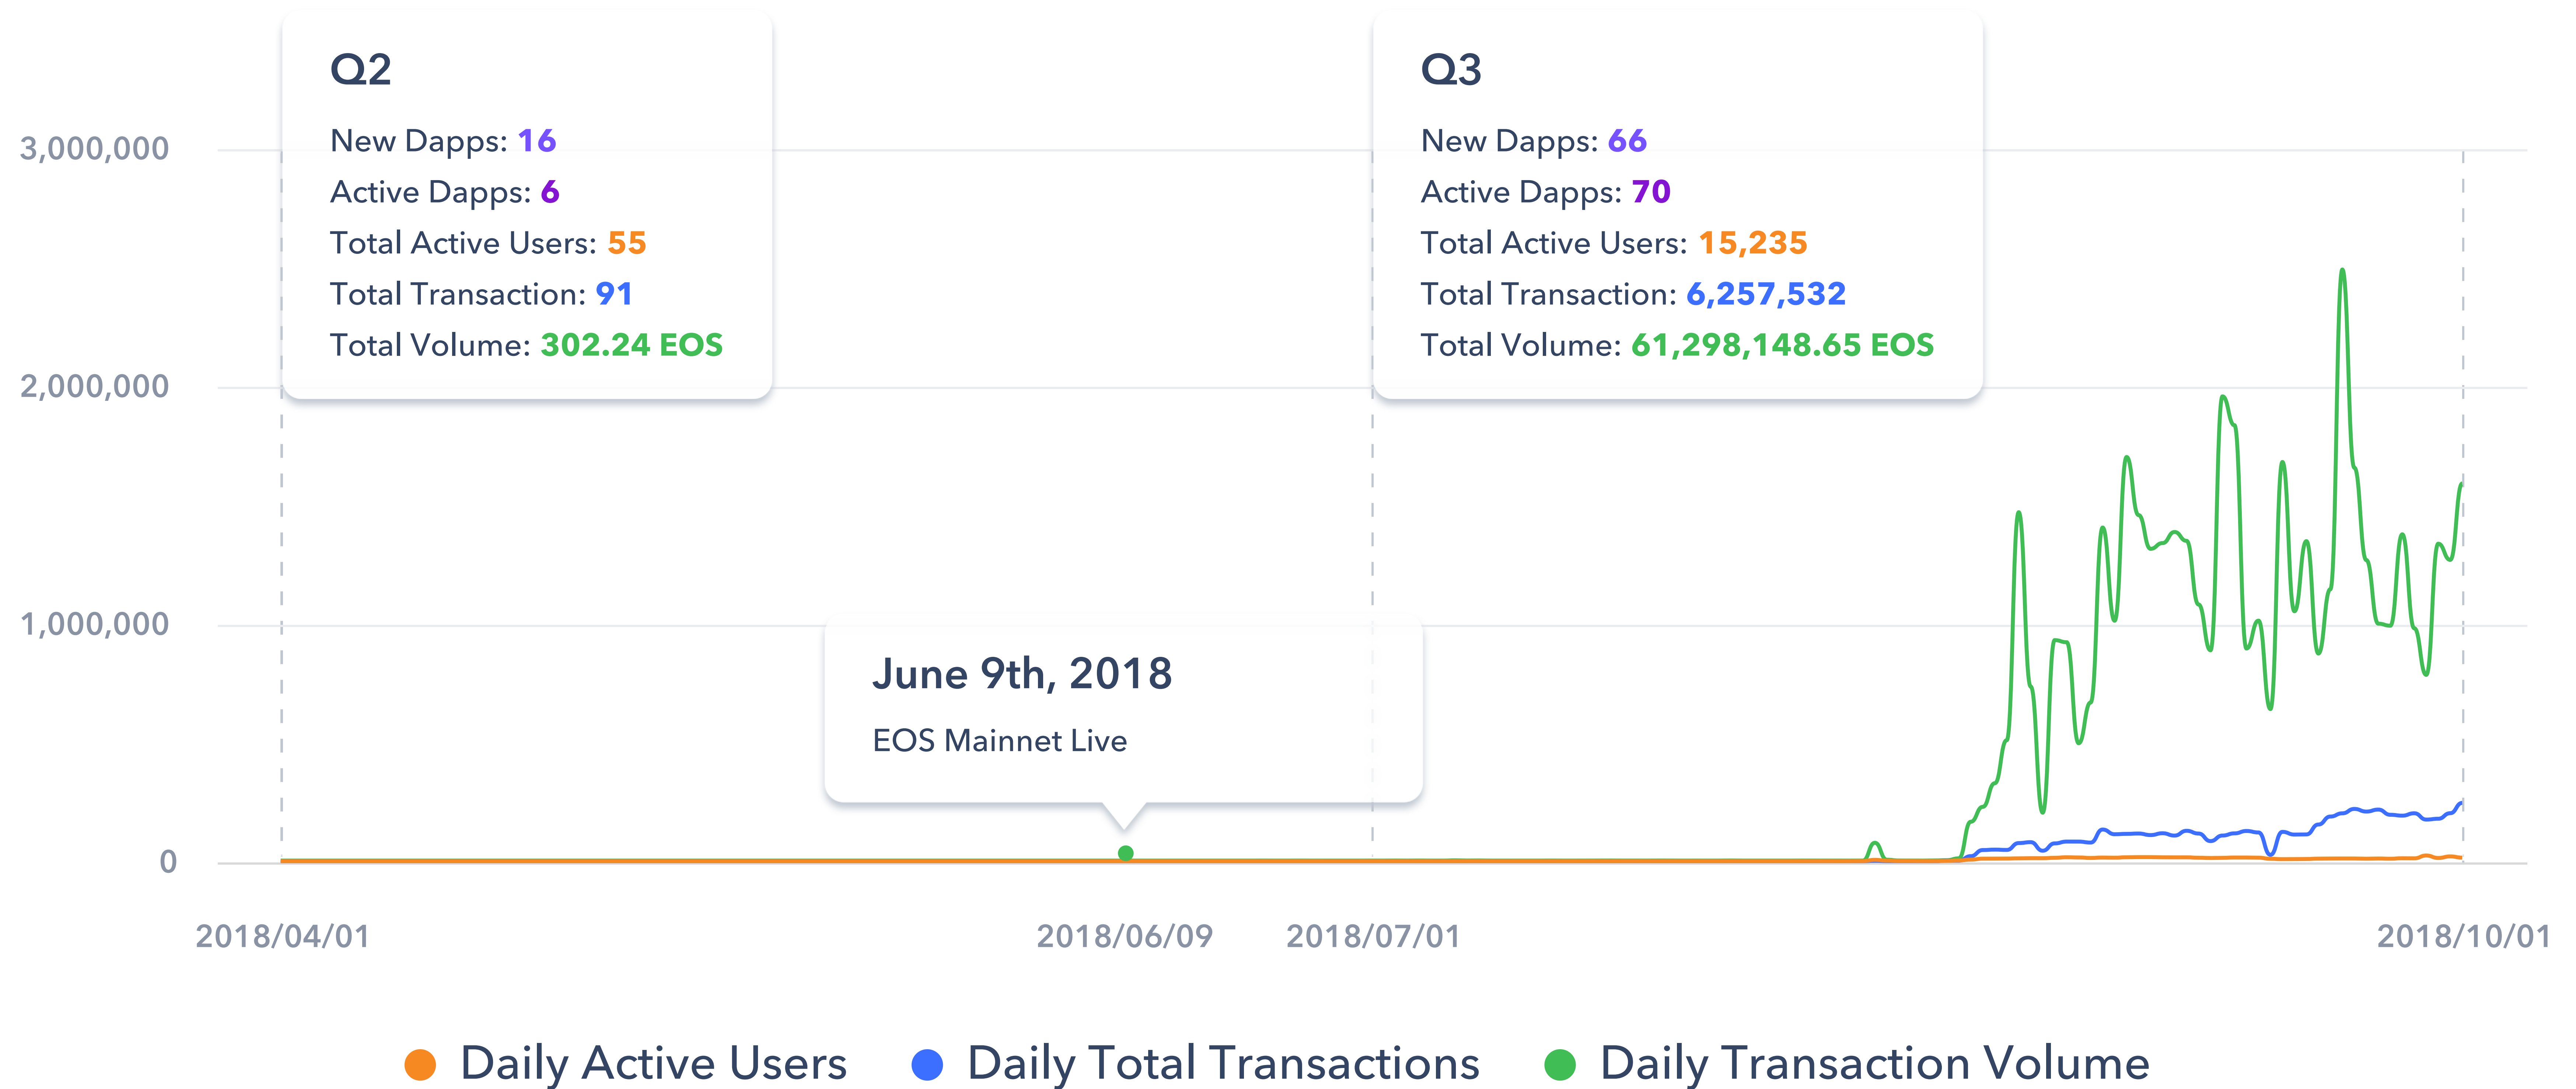 Q2
New Dapps: 16
Active Dapps: 6
Total Active Users: 55
Total Transaction: 91
Total Volume: 302.24 EOS
Q3
New Dapps: 66
Active Dapps: 70
Total Active Users: 15,235
Total Transaction: 6,257,532
Total Volume: 61,298,148.65 EOS
3,000,000
2,000,000
1,000,000
0
June 9th, 2018
EOS Mainnet Live
2018/04/01
2018/06/09
2018/07/01
2018/10/01
Daily Active Users
Daily Total Transactions
Daily Transaction Volume